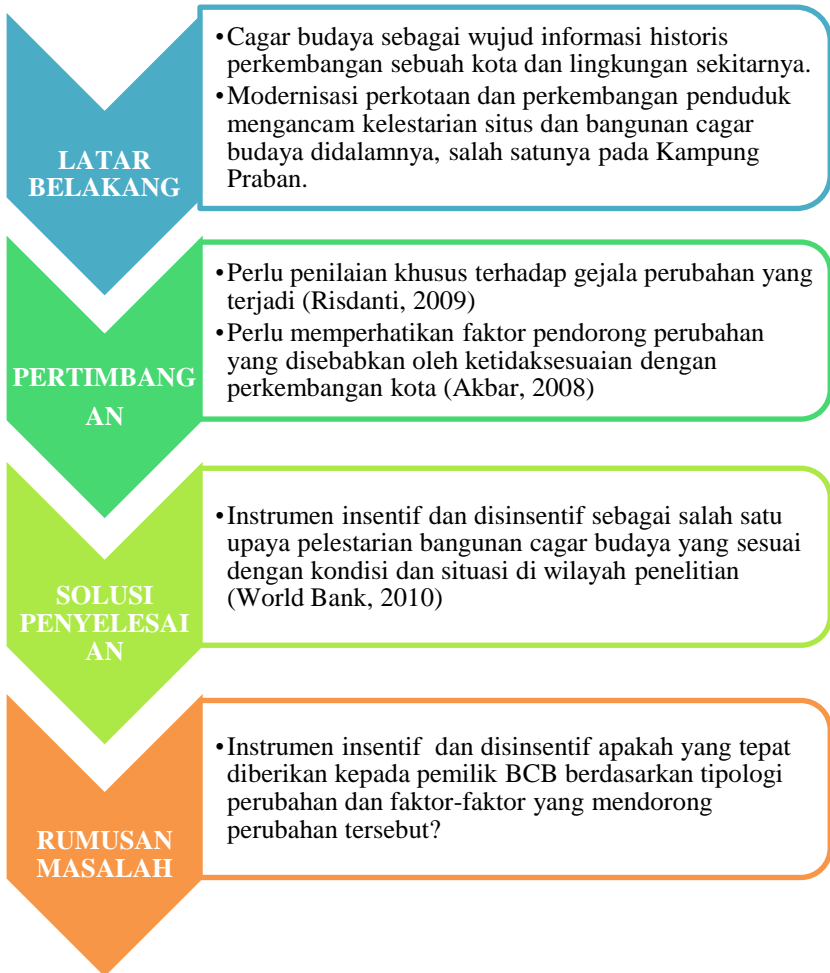 LATAR
BELAKANG
•Cagar budaya sebagai wujud informasi historis
perkembangan sebuah kota dan lingkungan sekitarnya.
•Modernisasi perkotaan dan perkembangan penduduk
mengancam kelestarian situs dan bangunan cagar
budaya didalamnya, salah satunya pada Kampung
Praban.
PERTIMBANG
AN
•Perlu penilaian khusus terhadap gejala perubahan yang
terjadi (Risdanti, 2009)
•Perlu memperhatikan faktor pendorong perubahan
yang disebabkan oleh ketidaksesuaian dengan
perkembangan kota (Akbar, 2008)
SOLUSI
PENYELESAI
AN
•Instrumen insentif dan disinsentif sebagai salah satu
upaya pelestarian bangunan cagar budaya yang sesuai
dengan kondisi dan situasi di wilayah penelitian
(World Bank, 2010)
RUMUSAN
MASALAH
•Instrumen insentif  dan disinsentif apakah yang tepat
diberikan kepada pemilik BCB berdasarkan tipologi
perubahan dan faktor-faktor yang mendorong
perubahan tersebut?